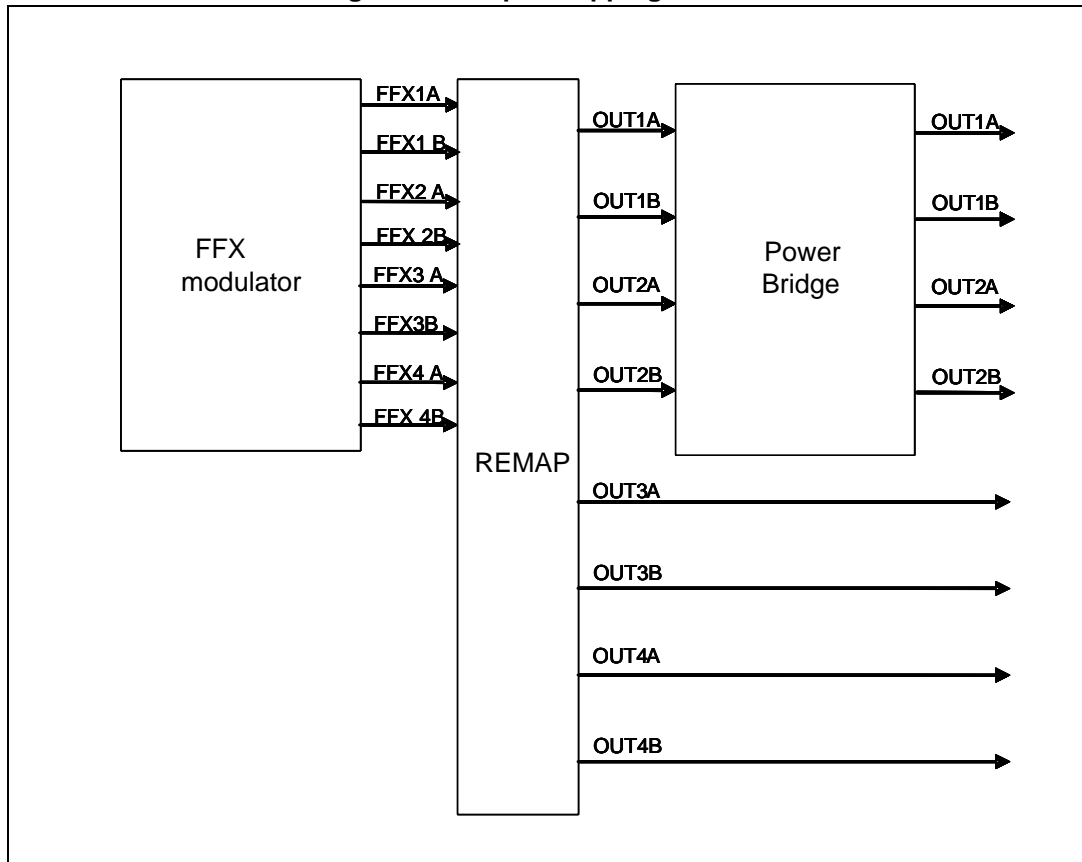 FFX modulator
FFX1A
FFX1 B
FFX2 A
FFX 2B
FFX3 A
FFX3B
FFX4 A
FFX 4B
REMAP
OUT1A
OUT1B
OUT2A
OUT2B
OUT3A
OUT3B
OUT4A
OUT4B
Power
Bridge
OUT1A
OUT1B
OUT2A
OUT2B